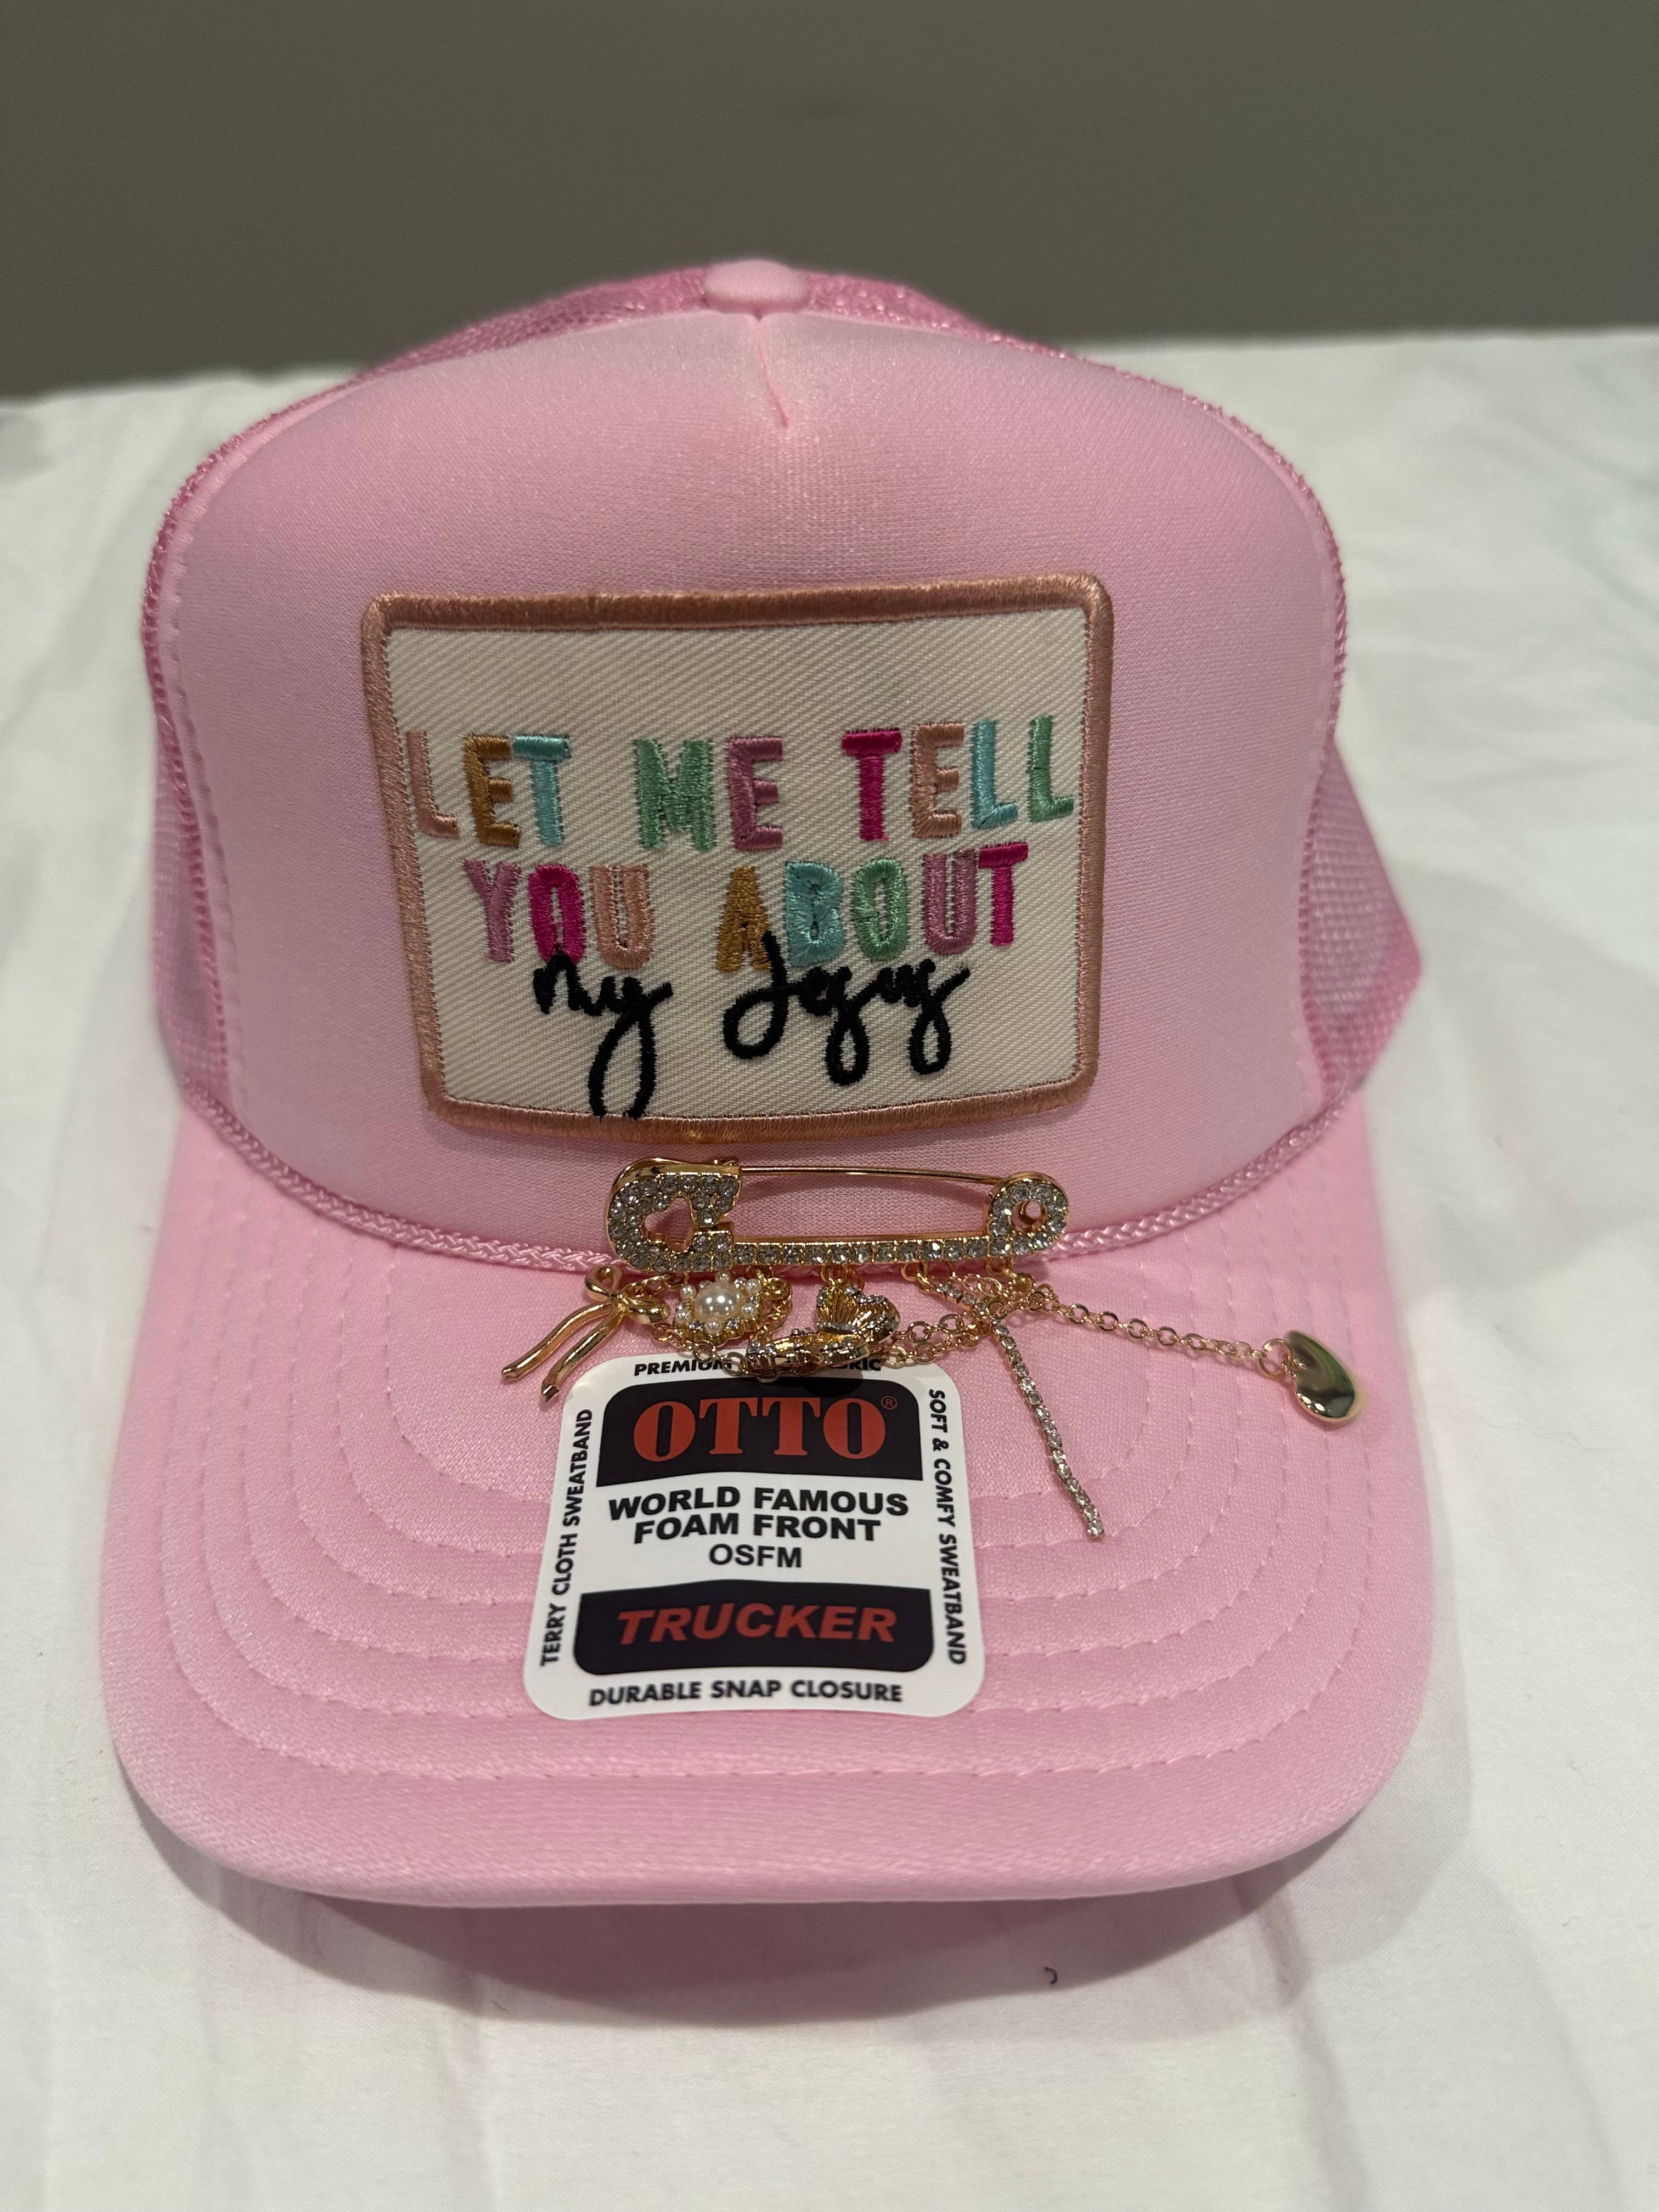 LET ME TELL
YOU ABOUT
my Jesus
PREMIUM
OTTO®
WORLD FAMOUS
FOAM FRONT
OSFM
TRUCKER
DURABLE SNAP CLOSURE
TERRY CLOTH SWEATBAND
SOFT & COMFY SWEATBAND